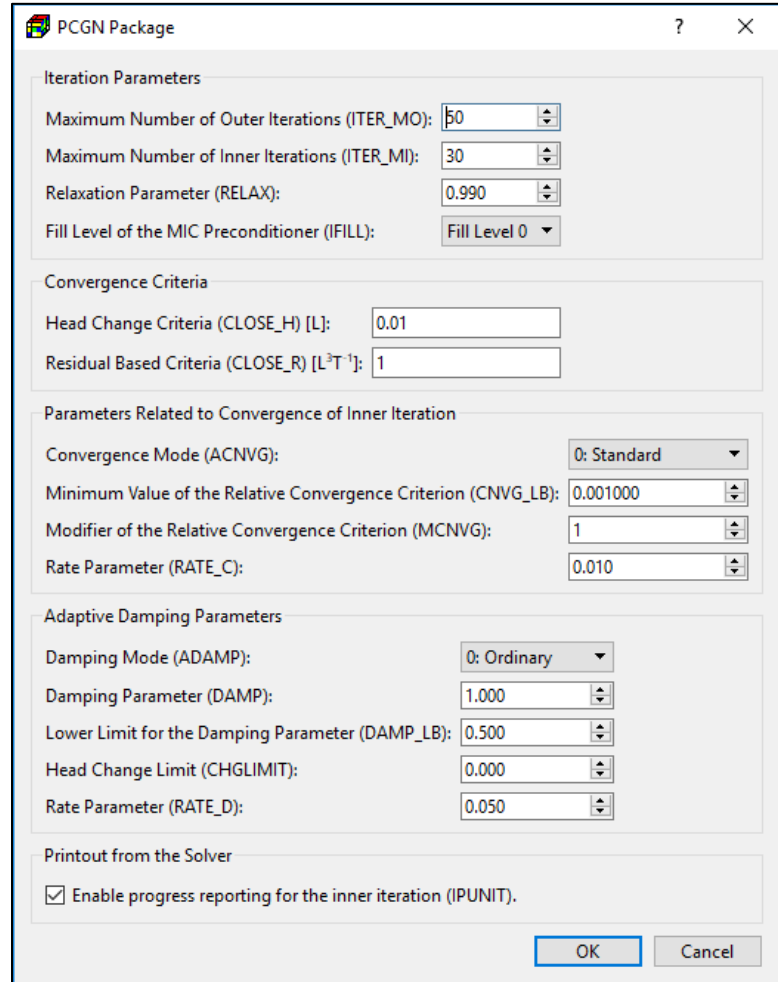 PCGN Package ? ×
Iteration Parameters
Maximum Number of Outer Iterations (ITER_MO): 50
Maximum Number of Inner Iterations (ITER_MI): 30
Relaxation Parameter (RELAX): 0.990
Fill Level of the MIC Preconditioner (IFILL): Fill Level 0
Convergence Criteria
Head Change Criteria (CLOSE_H) [L]: 0.01
Residual Based Criteria (CLOSE_R) [L³T⁻¹]: 1
Parameters Related to Convergence of Inner Iteration
Convergence Mode (ACNVG): 0: Standard
Minimum Value of the Relative Convergence Criterion (CNVG_LB): 0.001000
Modifier of the Relative Convergence Criterion (MCNVG): 1
Rate Parameter (RATE_C): 0.010
Adaptive Damping Parameters
Damping Mode (ADAMP): 0: Ordinary
Damping Parameter (DAMP): 1.000
Lower Limit for the Damping Parameter (DAMP_LB): 0.500
Head Change Limit (CHGLIMIT): 0.000
Rate Parameter (RATE_D): 0.050
Printout from the Solver
Enable progress reporting for the inner iteration (IPUNIT).
OK Cancel